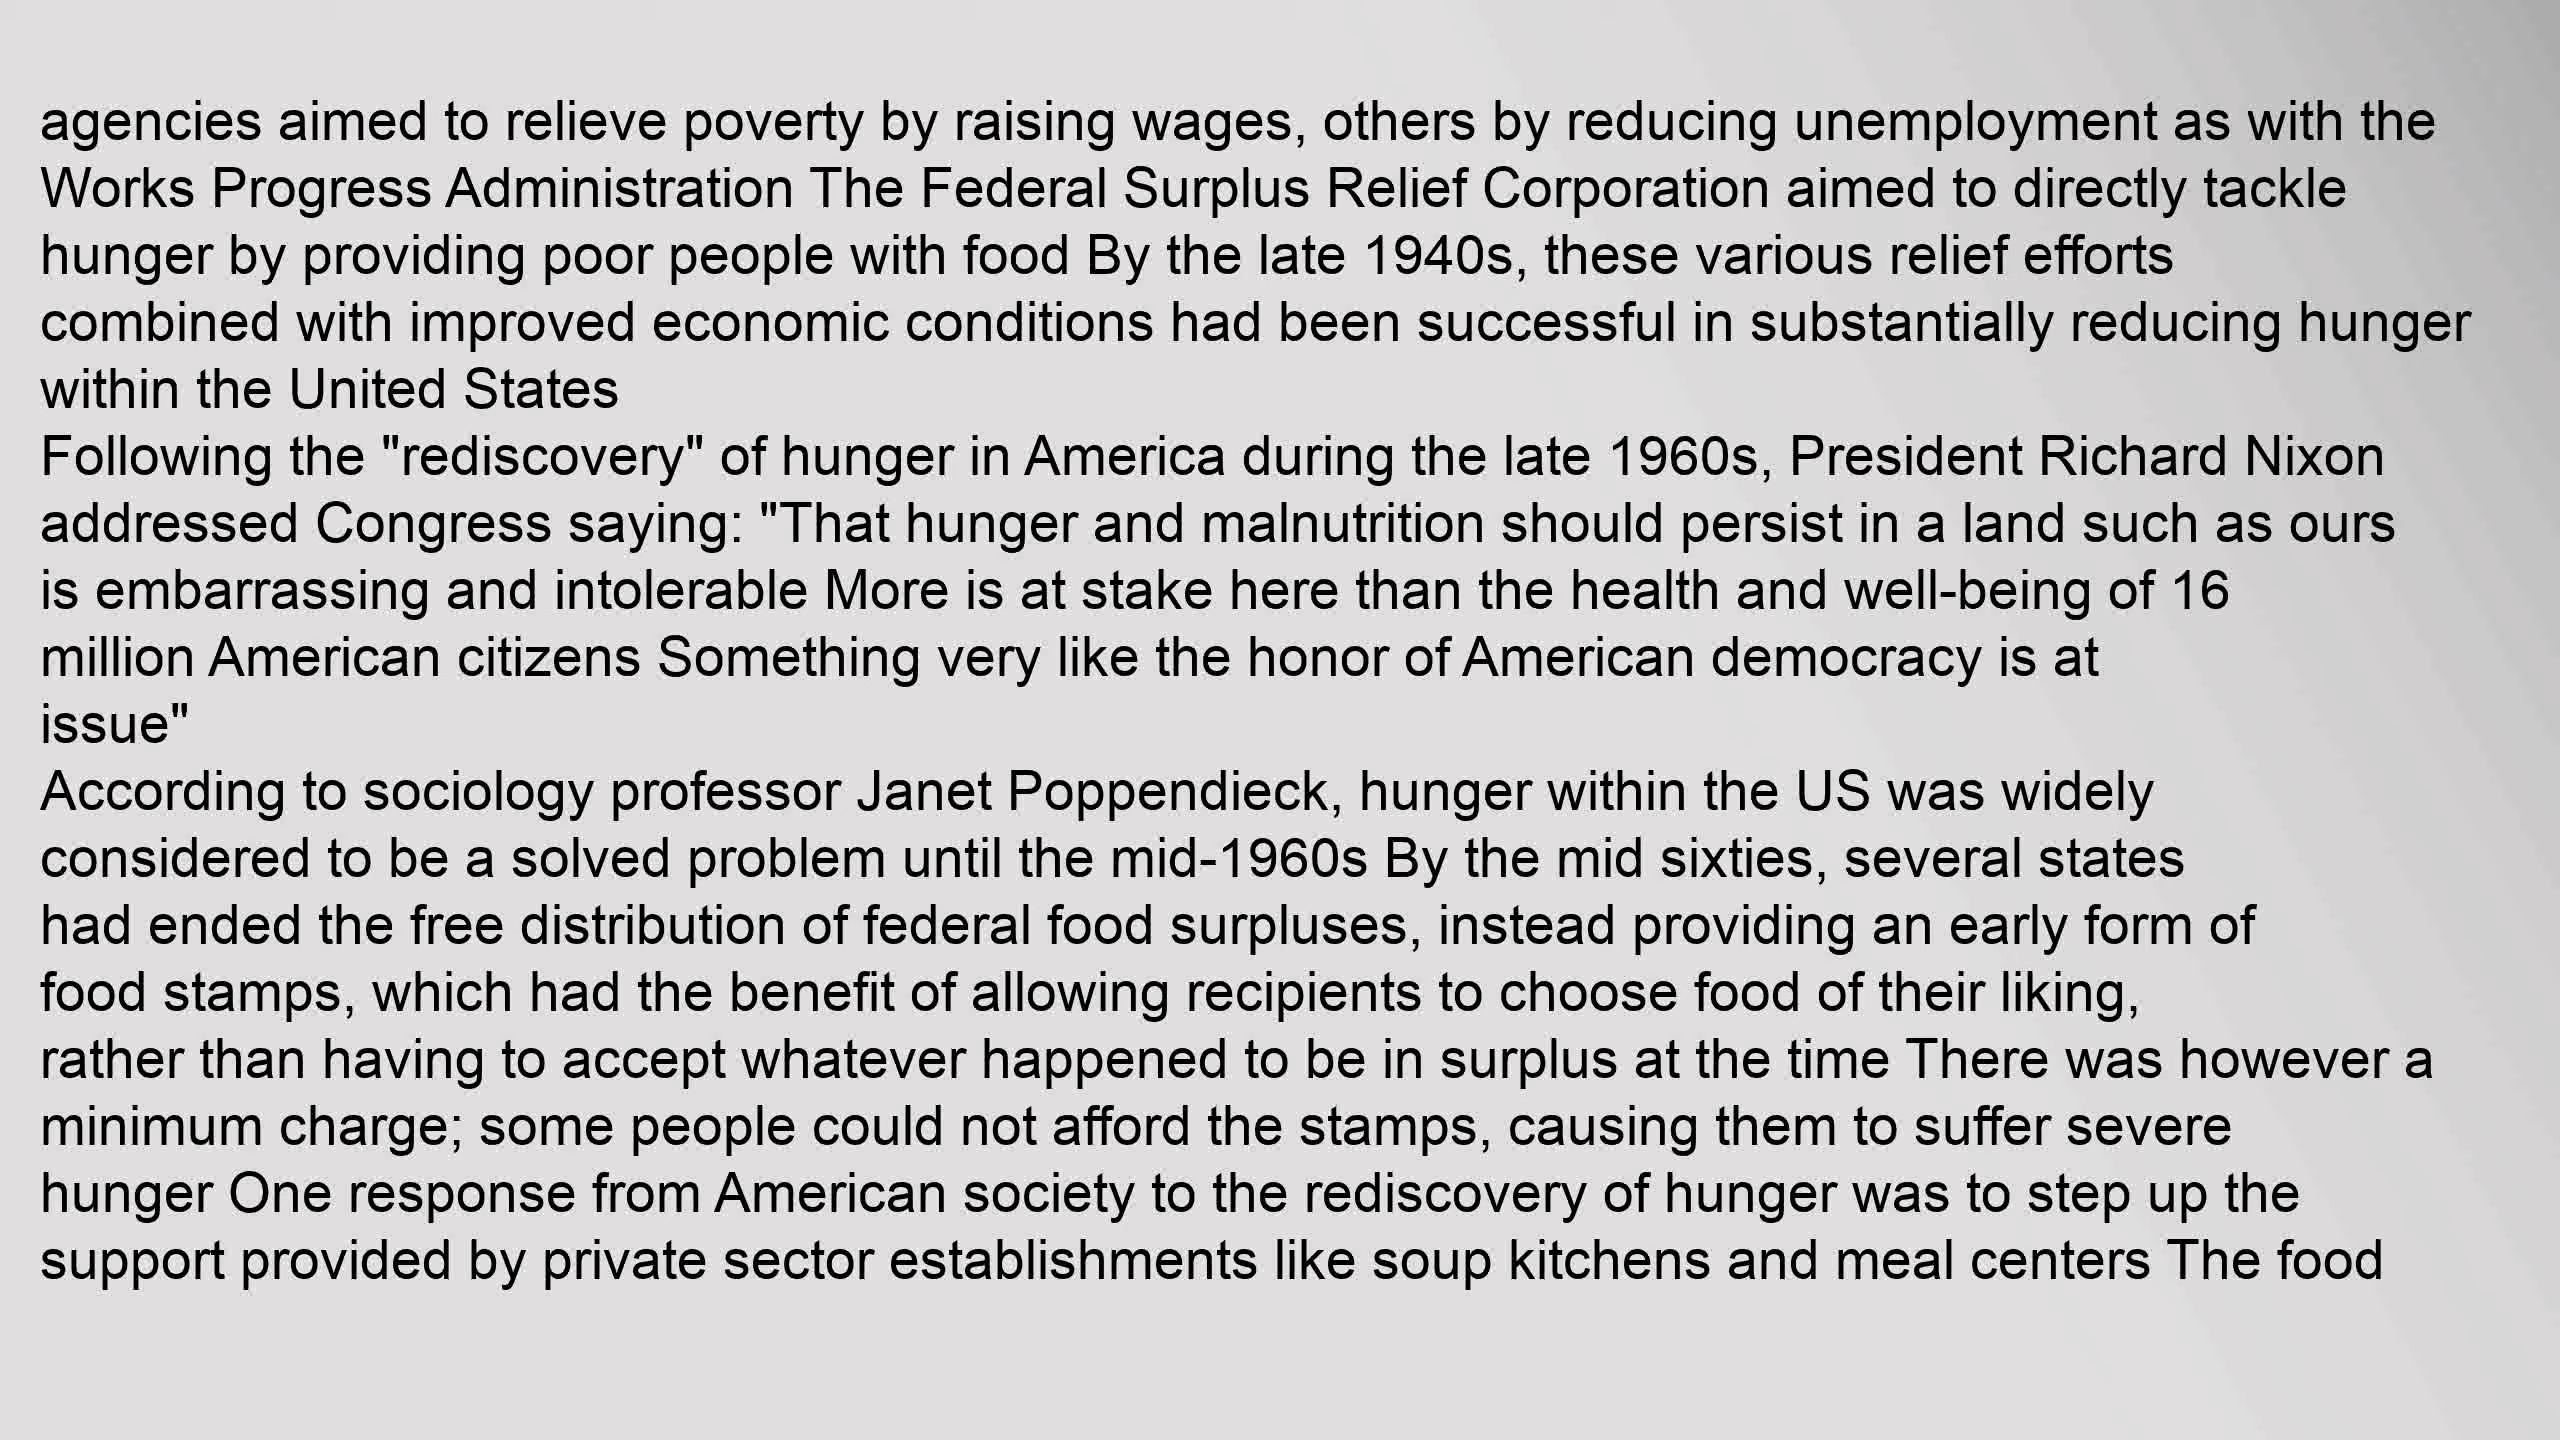 agencies aimed to relieve poverty by raising wages, others by reducing unemployment as with the
Works Progress Administration The Federal Surplus Relief Corporation aimed to directly tackle
hunger by providing poor people with food By the late 1940s, these various relief efforts
combined with improved economic conditions had been successful in substantially reducing hunger
within the United States
Following the "rediscovery" of hunger in America during the late 1960s, President Richard Nixon
addressed Congress saying: "That hunger and malnutrition should persist in a land such as ours
is embarrassing and intolerable More is at stake here than the health and well-being of 16
million American citizens Something very like the honor of American democracy is at
issue"
According to sociology professor Janet Poppendieck, hunger within the US was widely
considered to be a solved problem until the mid-1960s By the mid sixties, several states
had ended the free distribution of federal food surpluses, instead providing an early form of
food stamps, which had the benefit of allowing recipients to choose food of their liking,
rather than having to accept whatever happened to be in surplus at the time There was however a
minimum charge; some people could not afford the stamps, causing them to suffer severe
hunger One response from American society to the rediscovery of hunger was to step up the
support provided by private sector establishments like soup kitchens and meal centers The food